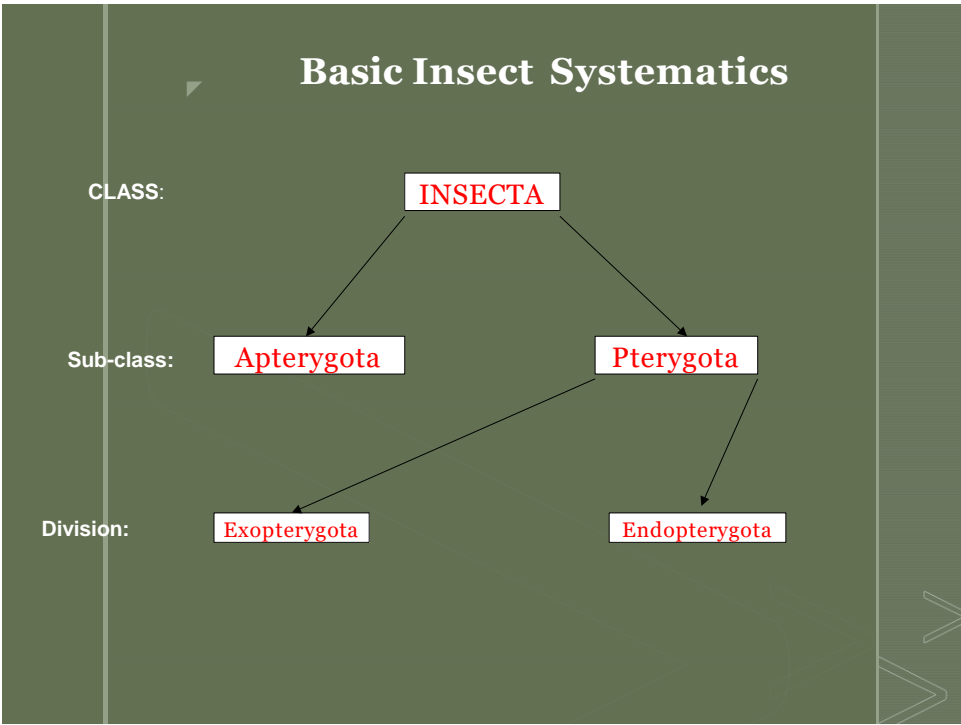 Basic Insect Systematics
CLASS: INSECTA
Sub-class: Apterygota Pterygota
Division: Exopterygota Endopterygota